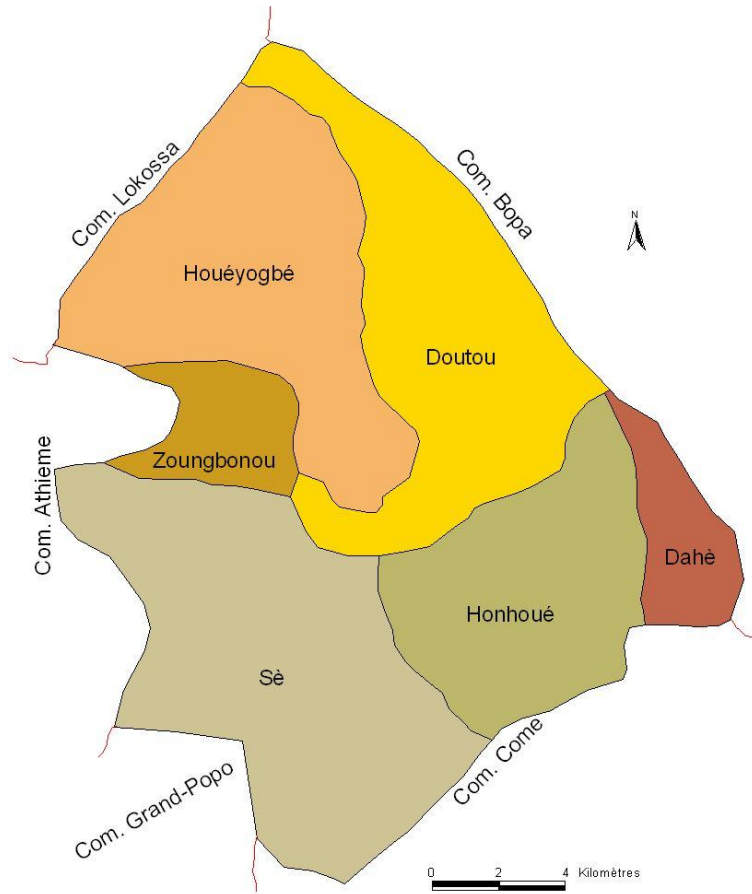 Com. Lokossa
Com. Bopa
N
Houéyogbé
Doutou
Zoungbonou
Com. Athieme
Dahè
Honhoué
Sè
Com. Come
Com. Grand-Popo
0 2 4 Kilomètres